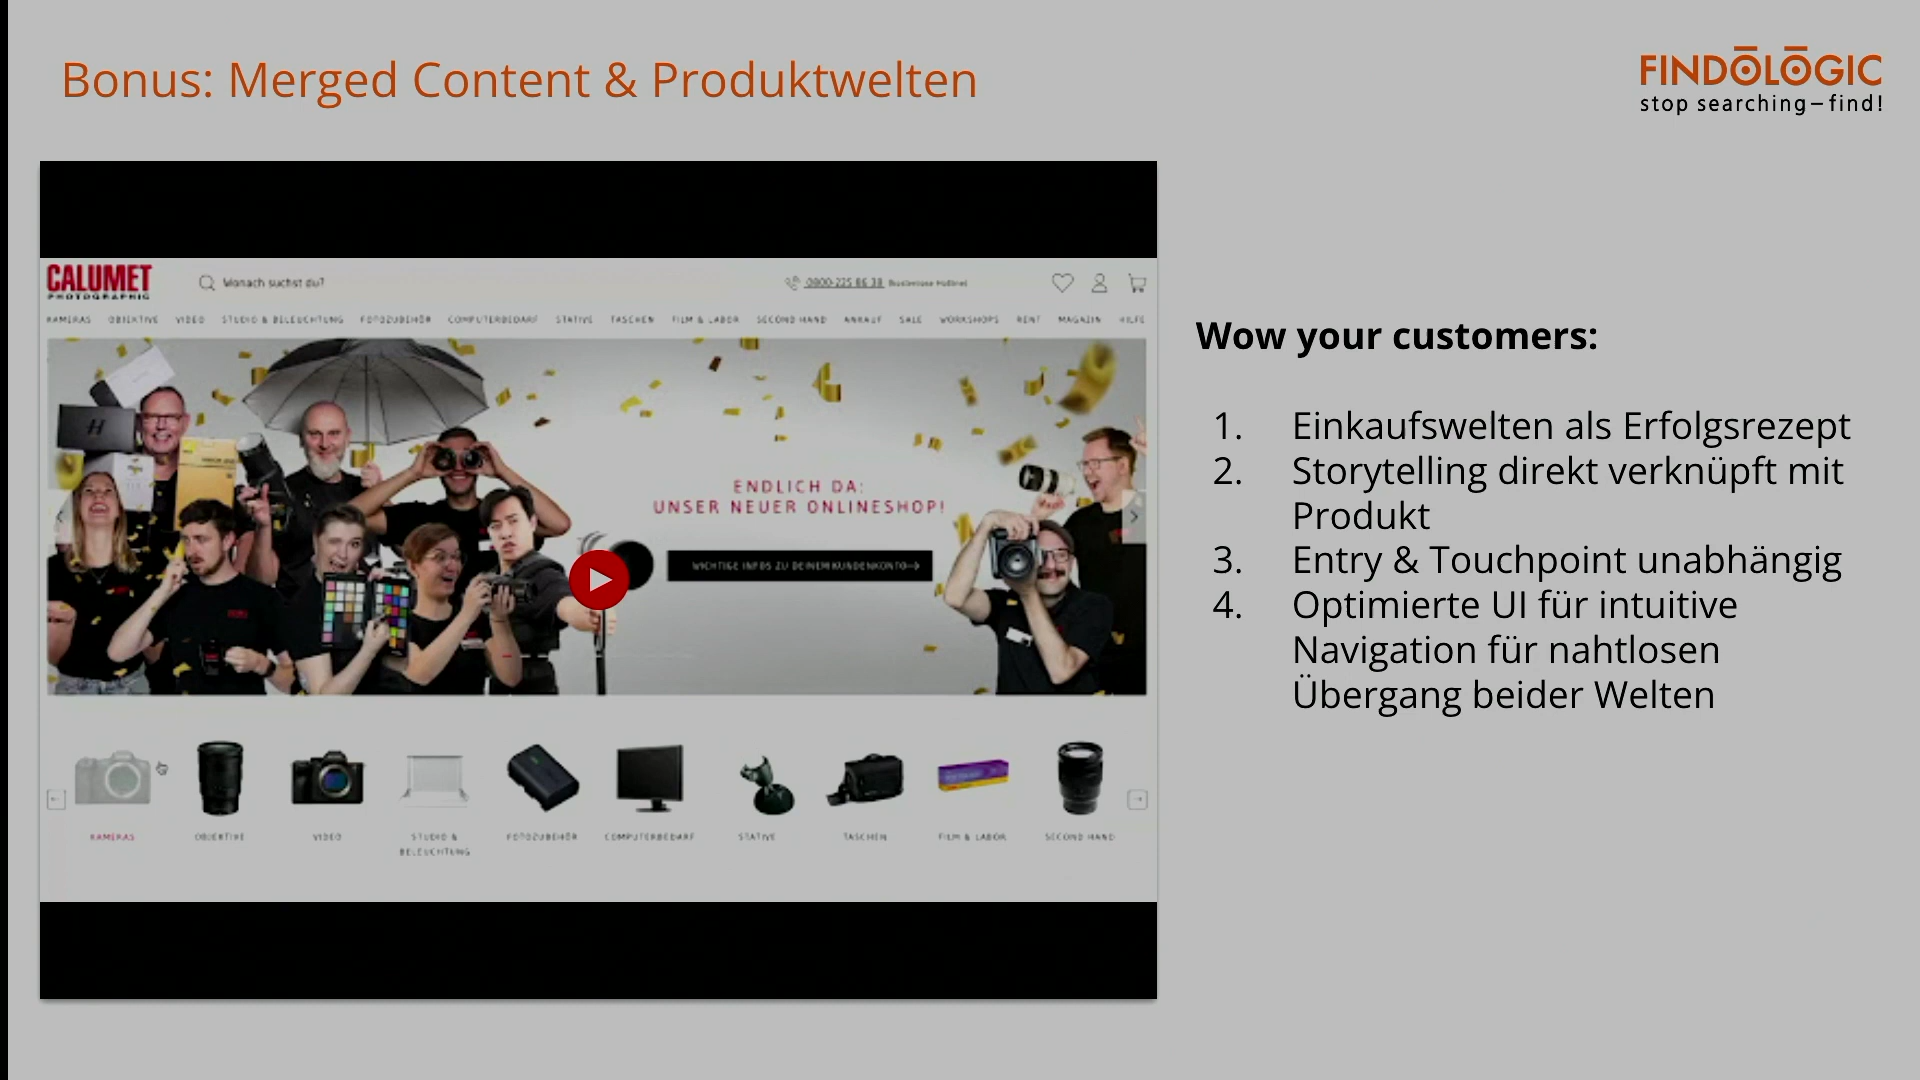 Bonus: Merged Content & Produktwelten
FINDOLOGIC
stop searching – find!
CALUMET
PHOTOGRAPHIC
Wonach suchst du?
0800-225 86 38 Kostenlose Hotline!
KAMERAS OBJEKTIVE VIDEO STUDIO & BELEUCHTUNG FOTOZUBEHÖR COMPUTERBEDARF STATIVE TASCHEN FILM & LABOR SECOND HAND ANKAUF SALE WORKSHOPS RENT MAGAZIN HILFE
ENDLICH DA:
UNSER NEUER ONLINESHOP!
WICHTIGE INFOS ZU DEINEM KUNDENKONTO→
KAMERAS
OBJEKTIVE
VIDEO
STUDIO &
BELEUCHTUNG
FOTOZUBEHÖR
COMPUTERBEDARF
STATIVE
TASCHEN
FILM & LABOR
SECOND HAND
Wow your customers:
1. Einkaufswelten als Erfolgsrezept
2. Storytelling direkt verknüpft mit
Produkt
3. Entry & Touchpoint unabhängig
4. Optimierte UI für intuitive
Navigation für nahtlosen
Übergang beider Welten